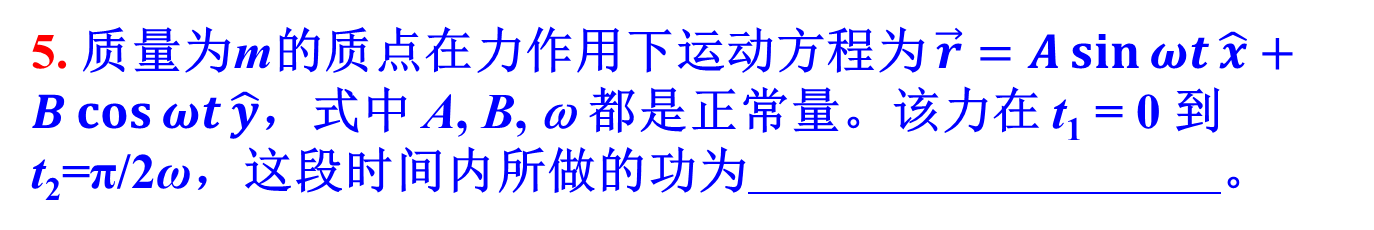 5. 质量为m的质点在力作用下运动方程为 r⃗ = A sin ωt x̂ +
B cos ωt ŷ，式中 A, B, ω 都是正常量。该力在 t₁ = 0 到
t₂=π/2ω，这段时间内所做的功为____________________。